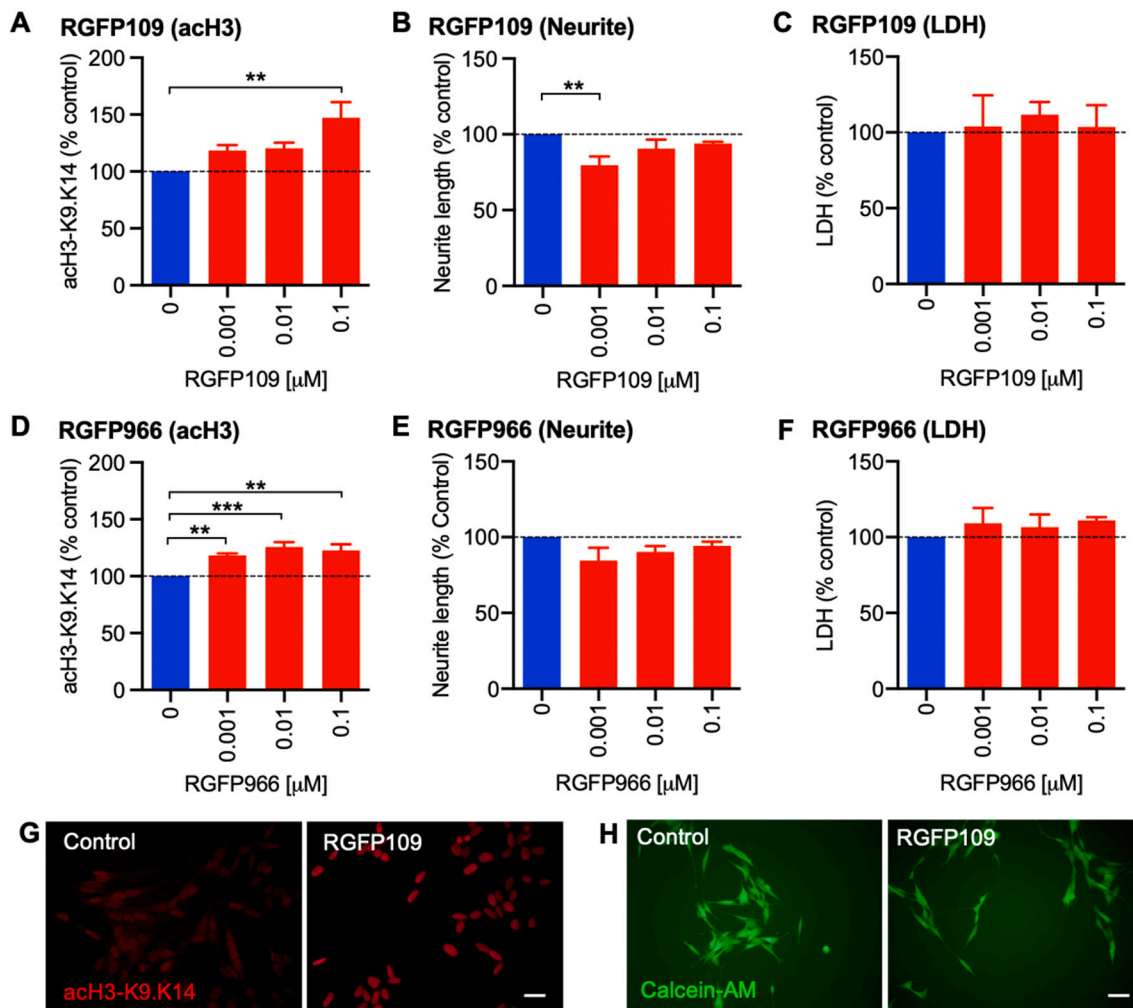 A RGFP109 (acH3)
acH3-K9.K14 (% control)
200
150
100
50
0
**
0
0.001
0.01
0.1
RGFP109 [μM]
B RGFP109 (Neurite)
Neurite length (% control)
150
100
50
0
**
0
0.001
0.01
0.1
RGFP109 [μM]
C RGFP109 (LDH)
LDH (% control)
150
100
50
0
0
0.001
0.01
0.1
RGFP109 [μM]
D RGFP966 (acH3)
acH3-K9.K14 (% control)
200
150
100
50
0
**
***
**
0
0.001
0.01
0.1
RGFP966 [μM]
E RGFP966 (Neurite)
Neurite length (% Control)
150
100
50
0
0
0.001
0.01
0.1
RGFP966 [μM]
F RGFP966 (LDH)
LDH (% control)
150
100
50
0
0
0.001
0.01
0.1
RGFP966 [μM]
G
Control
acH3-K9.K14
RGFP109
H
Control
Calcein-AM
RGFP109